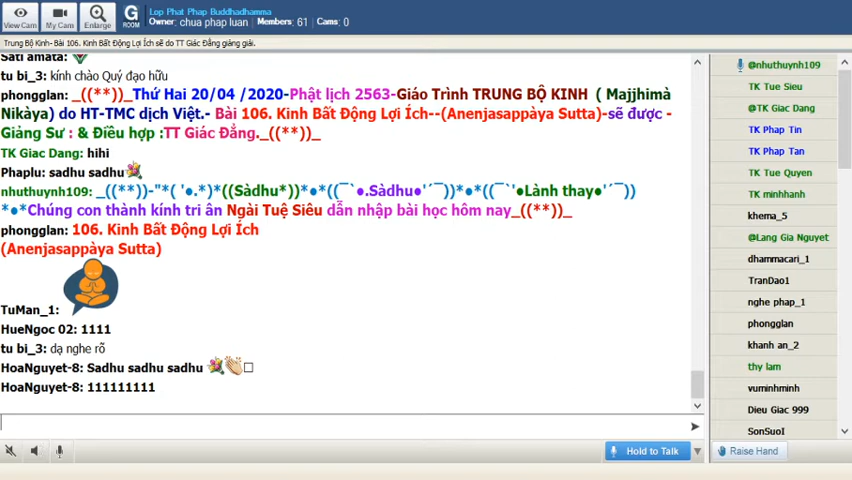 View Cam
My Cam
Enlarge
G
ROOM
Lop Phat Phap Buddhadhamma
Owner: chua phap luan Members: 61 Cams: 0
Trung Bộ Kinh- Bài 106. Kinh Bất Động Lợi Ích sẽ do TT Giác Đẳng giảng giải.
Sati amata:
tu bi_3: kính chào Quý đạo hữu
phongglan: _((**))_Thứ Hai 20/04 /2020-Phật lịch 2563-Giáo Trình TRUNG BỘ KINH ( Majjhimà
Nikàya) do HT-TMC dịch Việt.- Bài 106. Kinh Bất Động Lợi Ích--(Anenjasappàya Sutta)-sẽ được -
Giảng Sư : & Điều hợp :TT Giác Đẳng._((**))_
TK Giac Dang: hihi
Phaplu: sadhu sadhu
nhuthuynh109: _((**))-"*( '●.*)*((Sàdhu*))*●*((¯`●.Sàdhu●'´¯))*●*((¯`'●Lành thay●'´¯))
*●*Chúng con thành kính tri ân Ngài Tuệ Siêu dẫn nhập bài học hôm nay_((**))_
phongglan: 106. Kinh Bất Động Lợi Ích
(Anenjasappàya Sutta)
TuMan_1:
HueNgoc 02: 1111
tu bi_3: dạ nghe rõ
HoaNguyet-8: Sadhu sadhu sadhu
HoaNguyet-8: 111111111
Hold to Talk
@nhuthuynh109
TK Tue Sieu
@TK Giac Dang
TK Phap Tin
TK Phap Tan
TK Tue Quyen
TK minhhanh
khema_5
@Lang Gia Nguyet
dhammacari_1
TranDao1
nghe phap_1
phongglan
khanh an_2
thy lam
vuminhminh
Dieu Giac 999
SonSuoI
Raise Hand